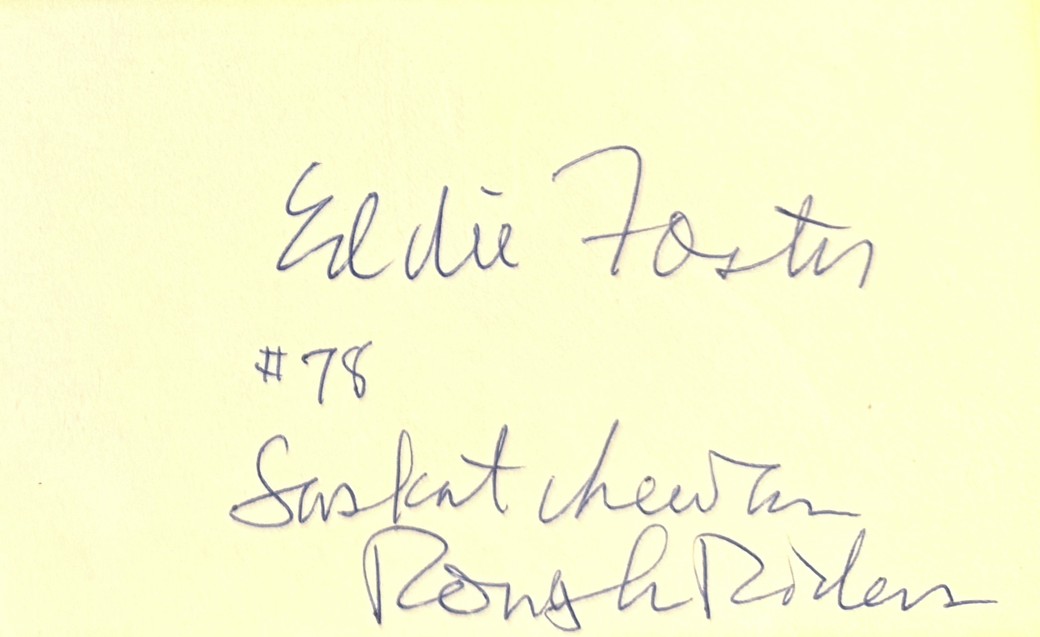 Eddie Foster
#78
Saskatchewan
Rough Riders